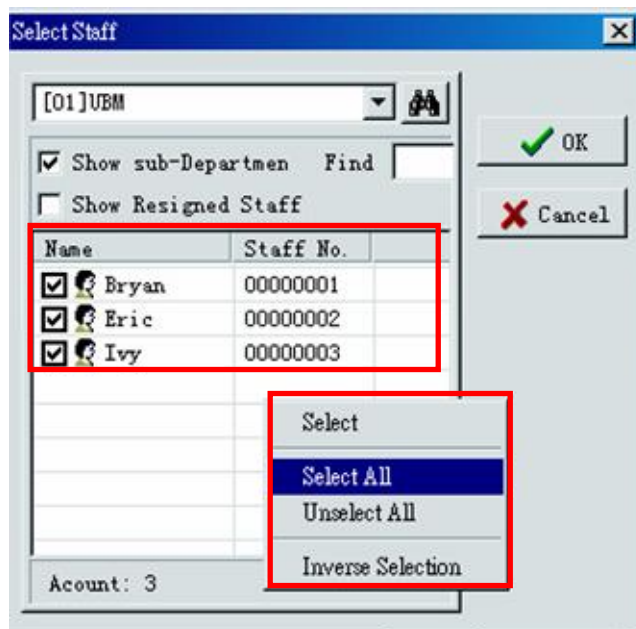 Select Staff
[01]UBM
Show sub-Departmen Find
OK
Show Resigned Staff
Cancel
Name Staff No.
Bryan 00000001
Eric 00000002
Ivy 00000003
Select
Select All
Unselect All
Inverse Selection
Acount: 3